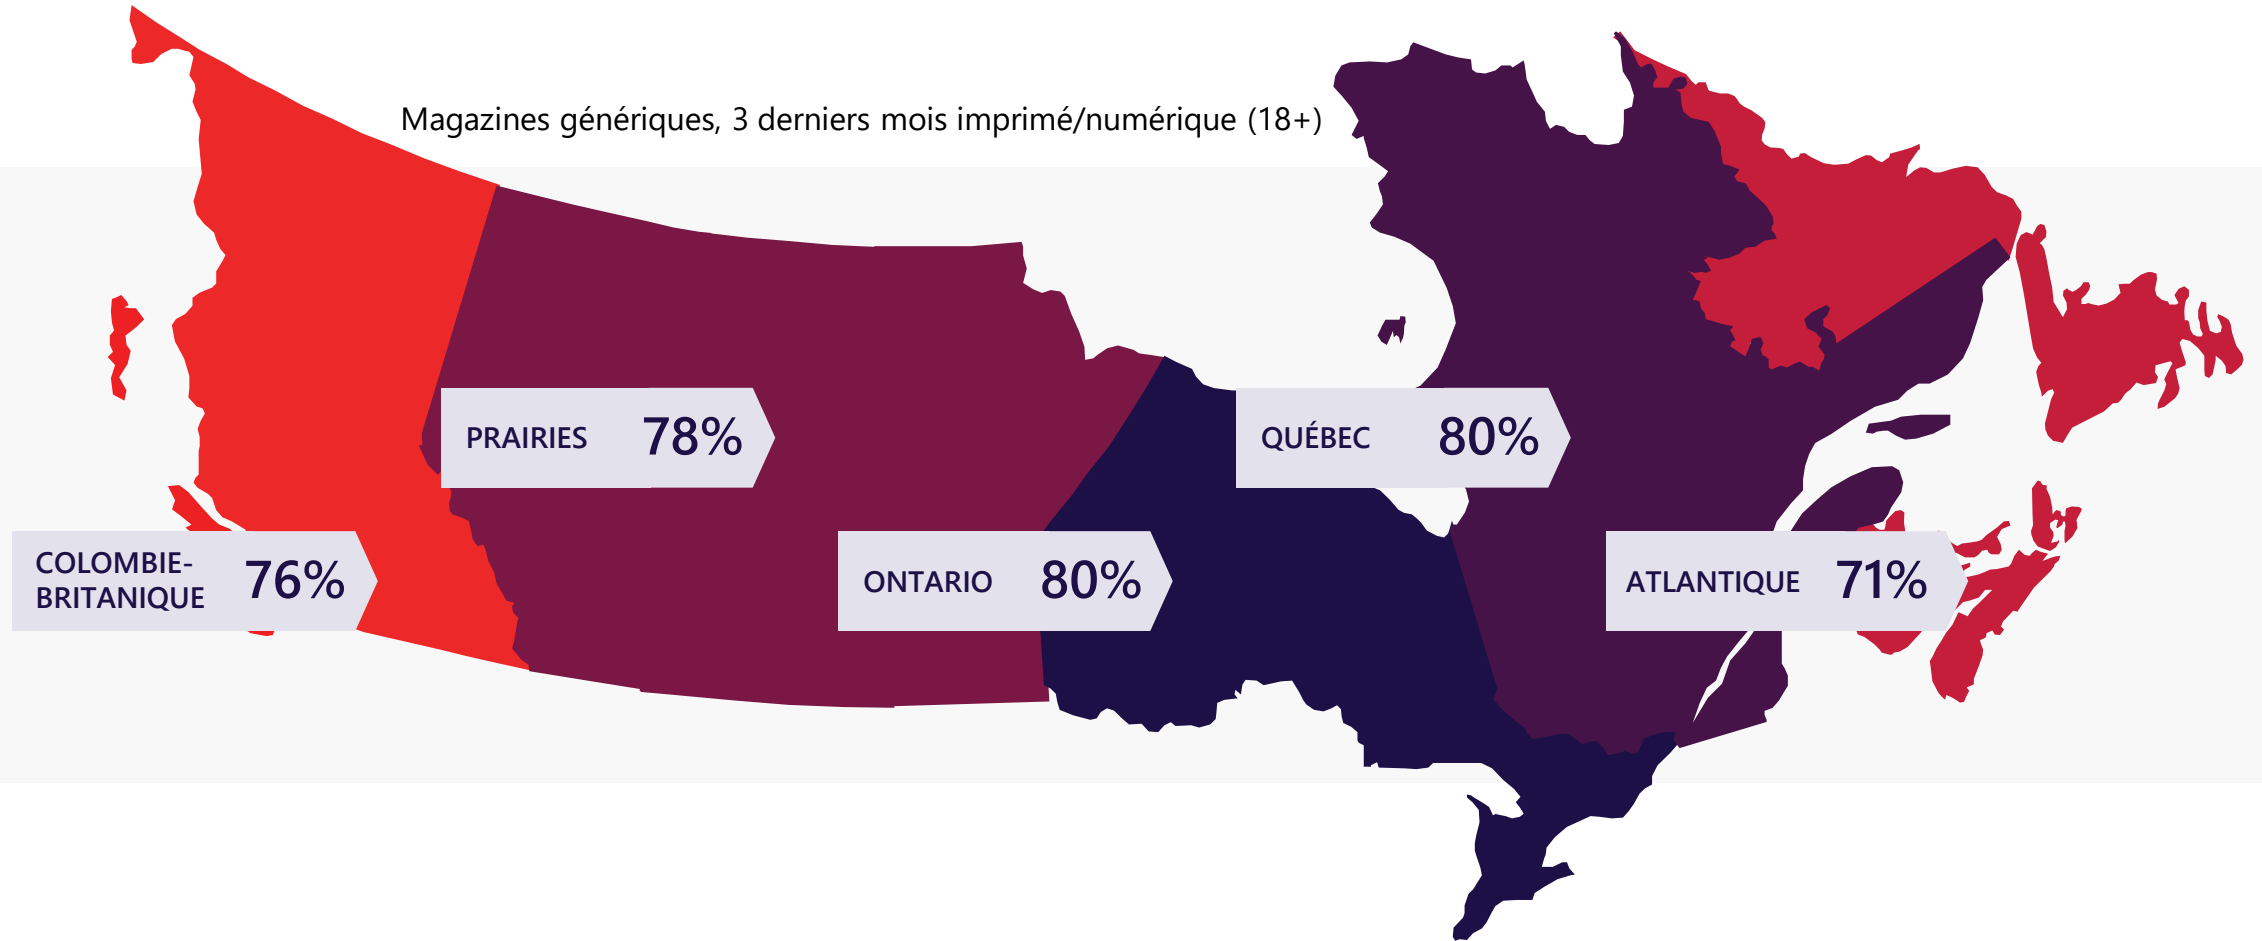 Magazines génériques, 3 derniers mois imprimé/numérique (18+)
PRAIRIES 78%
QUÉBEC 80%
COLOMBIE-
BRITANIQUE 76%
ONTARIO 80%
ATLANTIQUE 71%